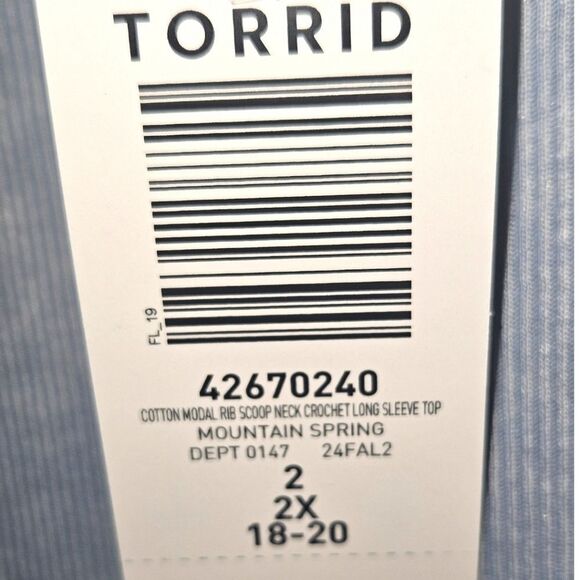 TORRID
FL_19
42670240
COTTON MODAL RIB SCOOP NECK CROCHET LONG SLEEVE TOP
MOUNTAIN SPRING
DEPT 0147 24FAL2
2
2X
18-20